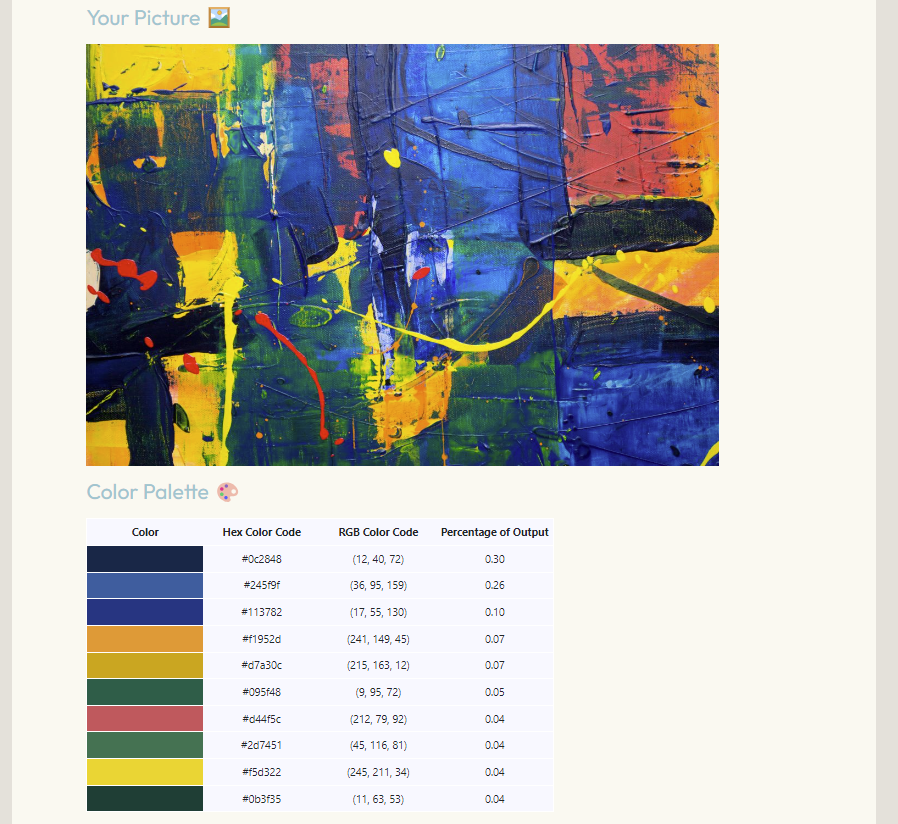 Your Picture 🖼️
Color Palette 🎨
Color Hex Color Code RGB Color Code Percentage of Output
#0c2848 (12, 40, 72) 0.30
#245f9f (36, 95, 159) 0.26
#113782 (17, 55, 130) 0.10
#f1952d (241, 149, 45) 0.07
#d7a30c (215, 163, 12) 0.07
#095f48 (9, 95, 72) 0.05
#d44f5c (212, 79, 92) 0.04
#2d7451 (45, 116, 81) 0.04
#f5d322 (245, 211, 34) 0.04
#0b3f35 (11, 63, 53) 0.04